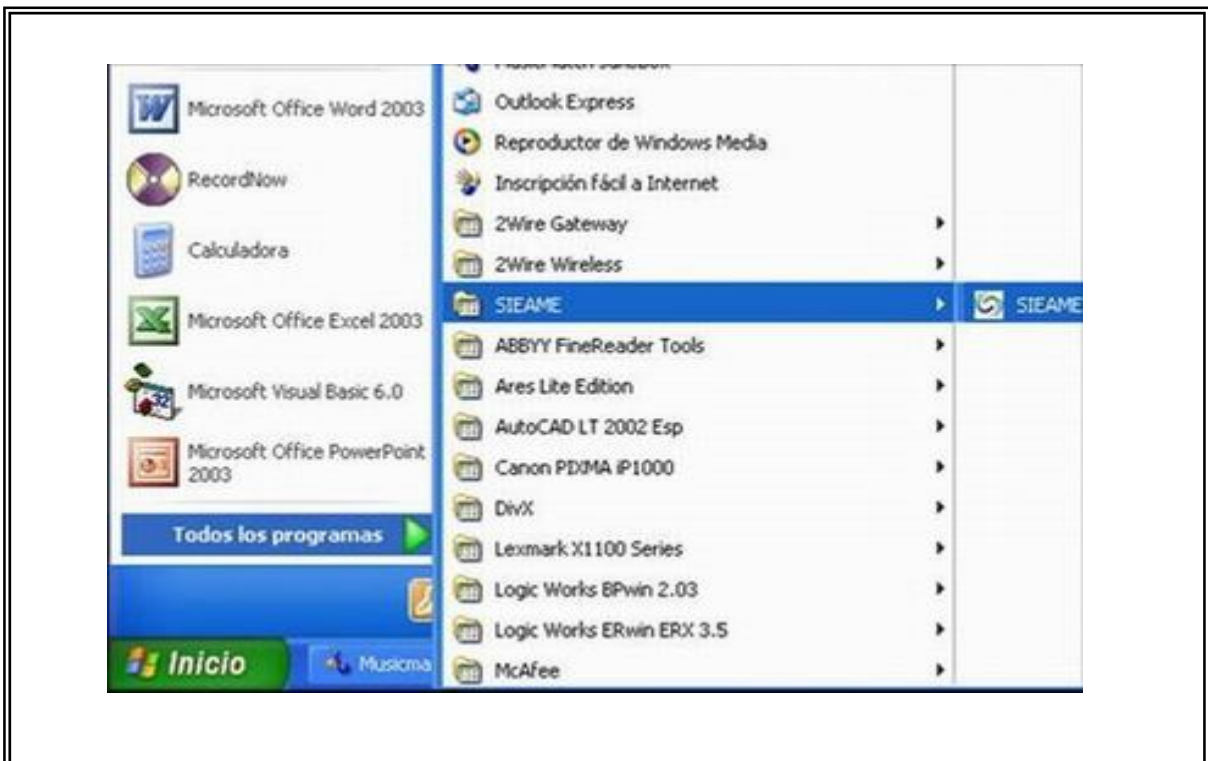 Microsoft Office Word 2003
RecordNow
Calculadora
Microsoft Office Excel 2003
Microsoft Visual Basic 6.0
Microsoft Office PowerPoint
2003
Todos los programas
Inicio
Musicma
Outlook Express
Reproductor de Windows Media
Inscripción fácil a Internet
2Wire Gateway
2Wire Wireless
SIEAME
ABBYY FineReader Tools
Ares Lite Edition
AutoCAD LT 2002 Esp
Canon PIXMA iP1000
DivX
Lexmark X1100 Series
Logic Works BPwin 2.03
Logic Works ERwin ERX 3.5
McAfee
SIEAME